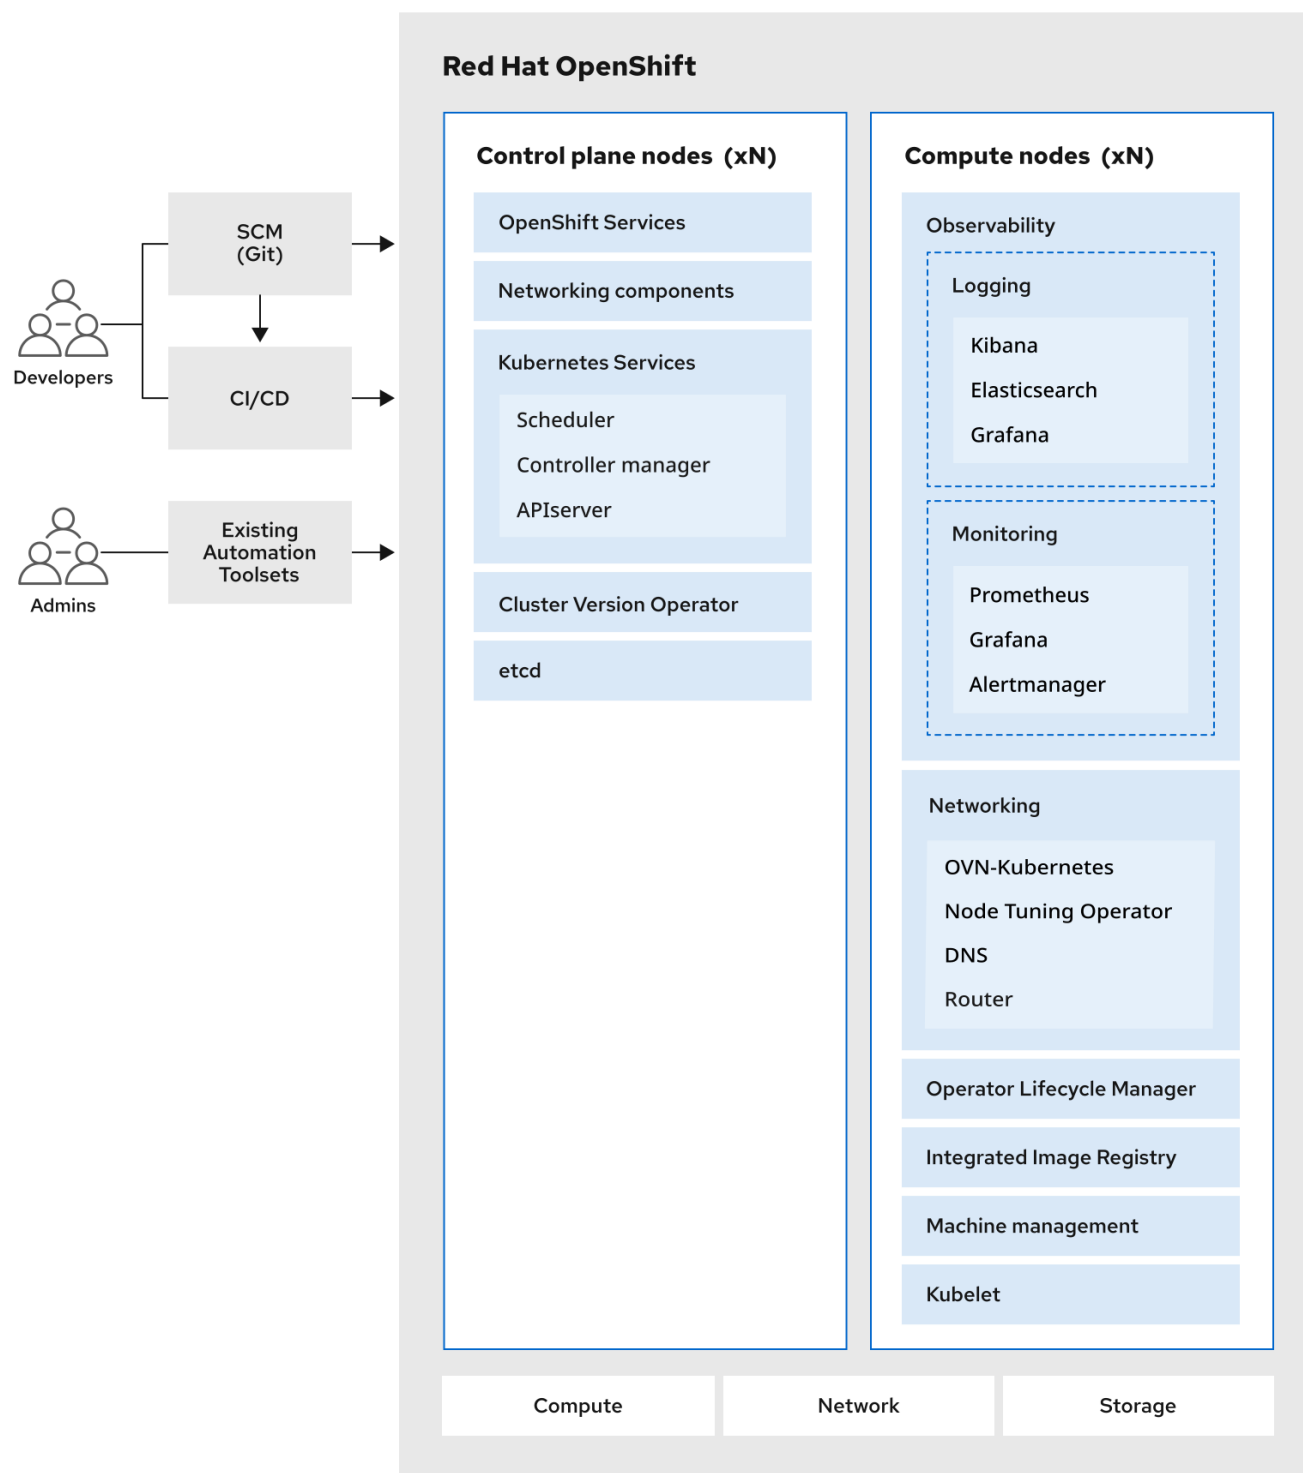 Red Hat OpenShift
SCM
(Git)
Developers
CI/CD
Existing
Automation
Toolsets
Admins
Control plane nodes (xN)
OpenShift Services
Networking components
Kubernetes Services
Scheduler
Controller manager
APIserver
Cluster Version Operator
etcd
Compute nodes (xN)
Observability
Logging
Kibana
Elasticsearch
Grafana
Monitoring
Prometheus
Grafana
Alertmanager
Networking
OVN-Kubernetes
Node Tuning Operator
DNS
Router
Operator Lifecycle Manager
Integrated Image Registry
Machine management
Kubelet
Compute
Network
Storage